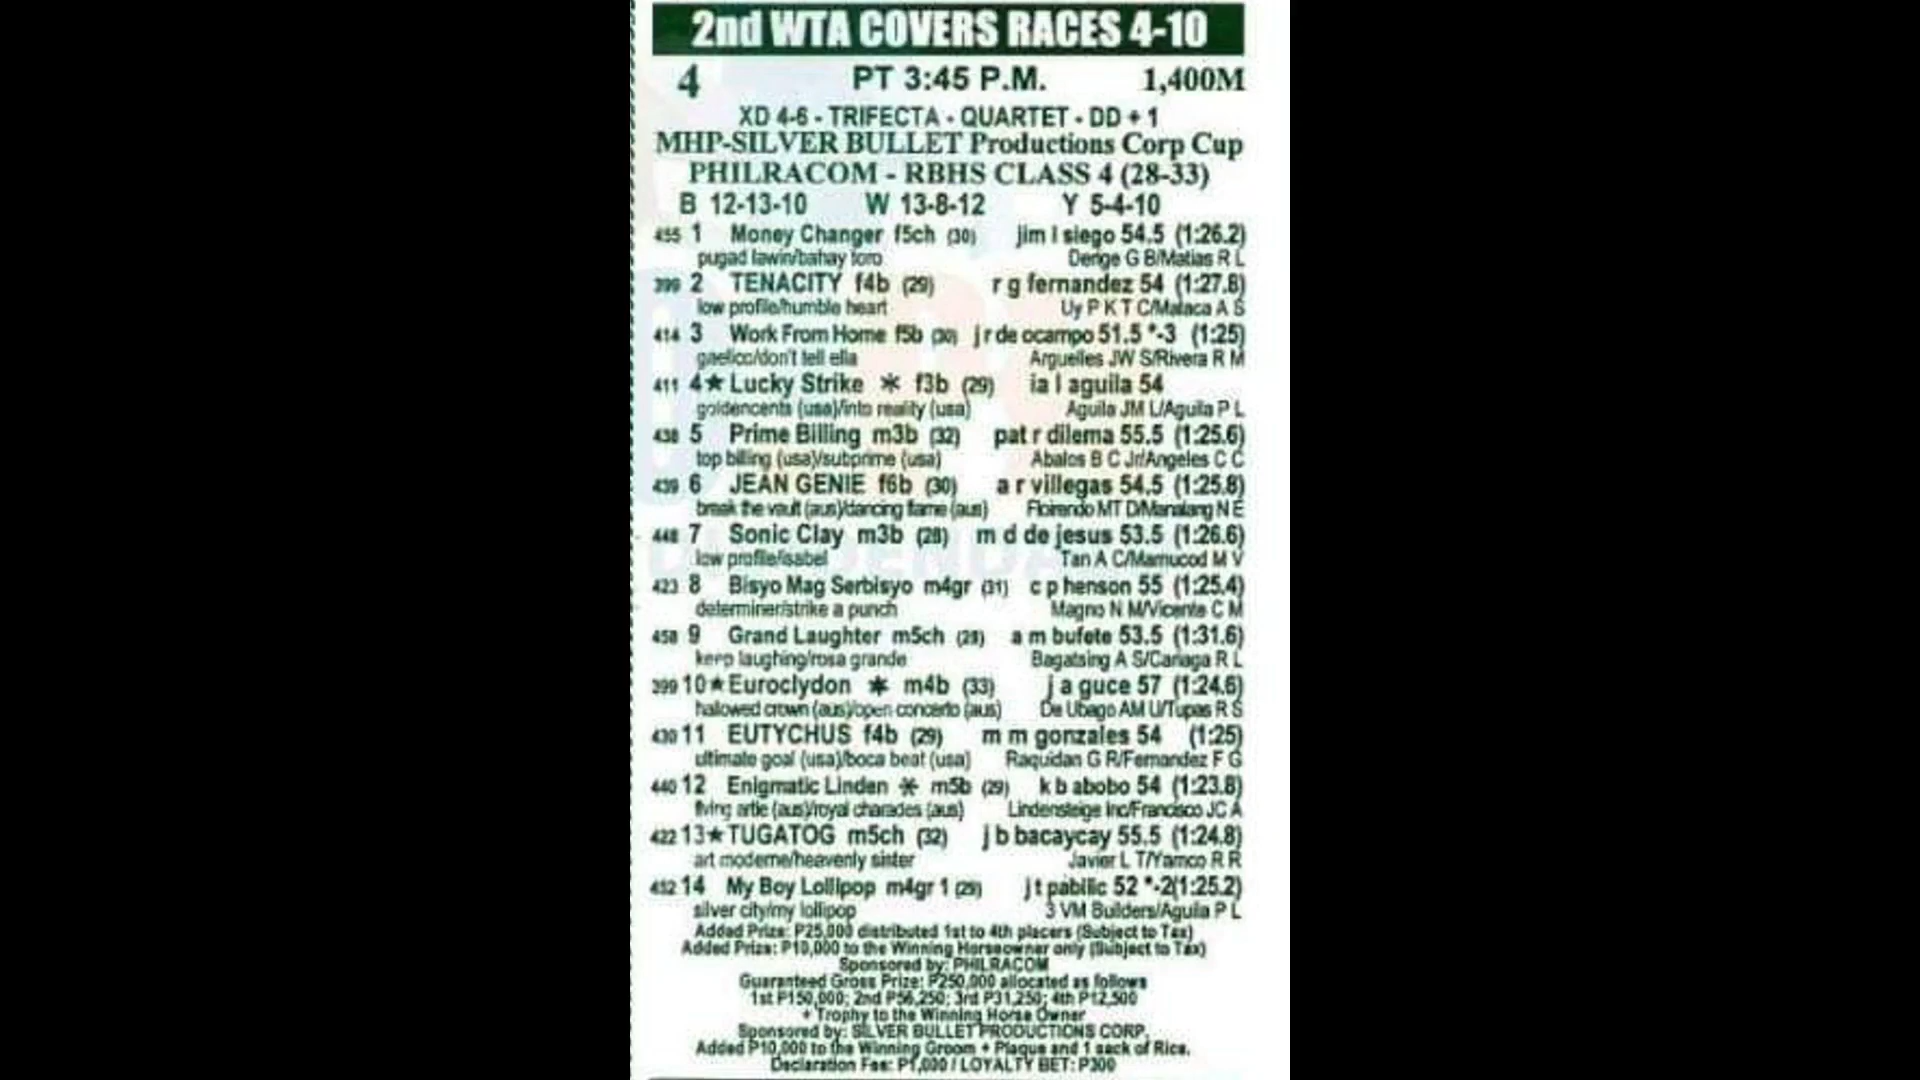 2nd WTA COVERS RACES 4-10
4 PT 3:45 P.M. 1,400M
XD 4-6 - TRIFECTA - QUARTET - DD + 1
MHP-SILVER BULLET Productions Corp Cup
PHILRACOM - RBHS CLASS 4 (28-33)
B 12-13-10 W 13-8-12 Y 5-4-10
455 1 Money Changer f5ch (30) jim l siego 54.5 (1:26.2)
pugad lawin/bahay toro Derige G B/Matias R L
399 2 TENACITY f4b (29) r g fernandez 54 (1:27.8)
low profile/humble heart Uy P K T C/Mataca A S
414 3 Work From Home f5b (30) j r de ocampo 51.5 *-3 (1:25)
gaelico/don't tell ella Arguelles JW S/Rivera R M
411 4★ Lucky Strike ✳ f3b (29) ia l aguila 54
goldencents (usa)/into reality (usa) Aguila JM L/Aguila P L
438 5 Prime Billing m3b (32) pat r dilema 55.5 (1:25.6)
top billing (usa)/subprime (usa) Abalos B C Jr/Angeles C C
439 6 JEAN GENIE f6b (30) a r villegas 54.5 (1:25.8)
break the vault (aus)/dancing flame (aus) Floirendo MT D/Manalang N E
448 7 Sonic Clay m3b (28) m d de jesus 53.5 (1:26.6)
low profile/isabel Tan A C/Mamucod M V
423 8 Bisyo Mag Serbisyo m4gr (31) c p henson 55 (1:25.4)
determiner/strike a punch Magno N M/Vicente C M
458 9 Grand Laughter m5ch (28) a m bufete 53.5 (1:31.6)
keep laughing/rosa grande Bagatsing A S/Cariaga R L
399 10★ Euroclydon ✳ m4b (33) j a guce 57 (1:24.6)
hallowed crown (aus)/open concerto (aus) De Ubago AM U/Tupas R S
430 11 EUTYCHUS f4b (29) m m gonzales 54 (1:25)
ultimate goal (usa)/boca beat (usa) Raquidan G R/Fernandez F G
440 12 Enigmatic Linden ✳ m5b (29) k b abobo 54 (1:23.8)
flying artie (aus)/royal charades (aus) Lindensteige Inc/Francisco JC A
422 13★ TUGATOG m5ch (32) j b bacaycay 55.5 (1:24.8)
art moderne/heavenly sister Javier L T/Yamco R R
452 14 My Boy Lollipop m4gr 1 (29) j t pabilic 52 *-2(1:25.2)
silver city/my lollipop 3 VM Builders/Aguila P L
Added Prize: P25,000 distributed 1st to 4th placers (Subject to Tax)
Added Prize: P10,000 to the Winning Horseowner only (Subject to Tax)
Sponsored by: PHILRACOM
Guaranteed Gross Prize: P250,000 allocated as follows
1st P150,000; 2nd P56,250; 3rd P31,250; 4th P12,500
+ Trophy to the Winning Horse Owner
Sponsored by: SILVER BULLET PRODUCTIONS CORP.
Added P10,000 to the Winning Groom + Plaque and 1 sack of Rice.
Declaration Fee: P1,000 / LOYALTY BET: P300